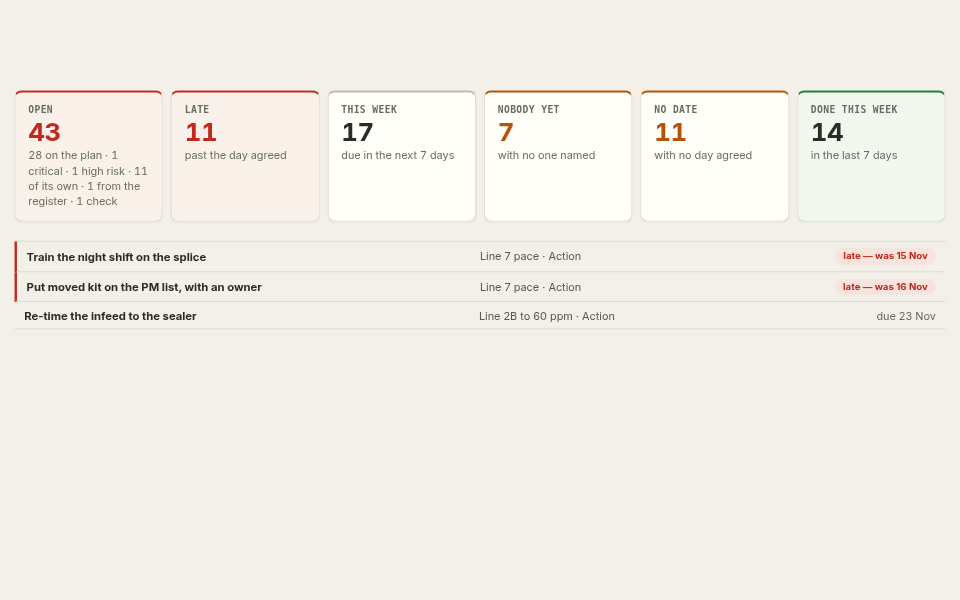 OPEN
43
28 on the plan · 1
critical · 1 high risk · 11
of its own · 1 from the
register · 1 check
LATE
11
past the day agreed
THIS WEEK
17
due in the next 7 days
NOBODY YET
7
with no one named
NO DATE
11
with no day agreed
DONE THIS WEEK
14
in the last 7 days
Train the night shift on the splice
Line 7 pace · Action
late — was 15 Nov
Put moved kit on the PM list, with an owner
Line 7 pace · Action
late — was 16 Nov
Re-time the infeed to the sealer
Line 2B to 60 ppm · Action
due 23 Nov